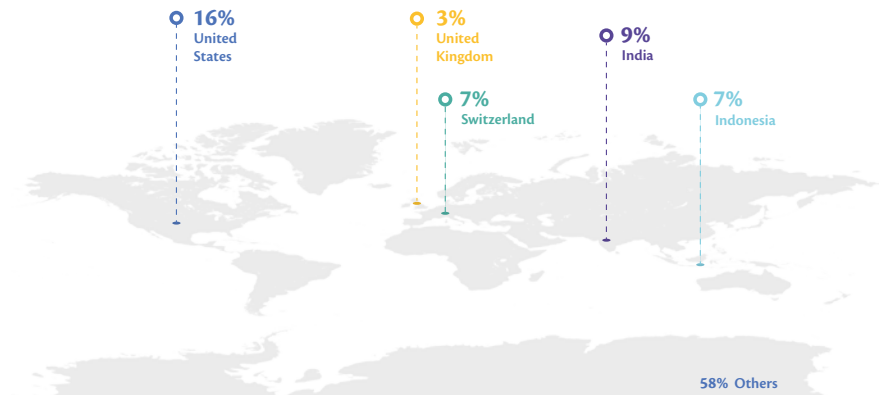 16%
United
States
3%
United
Kingdom
9%
India
7%
Switzerland
7%
Indonesia
58% Others